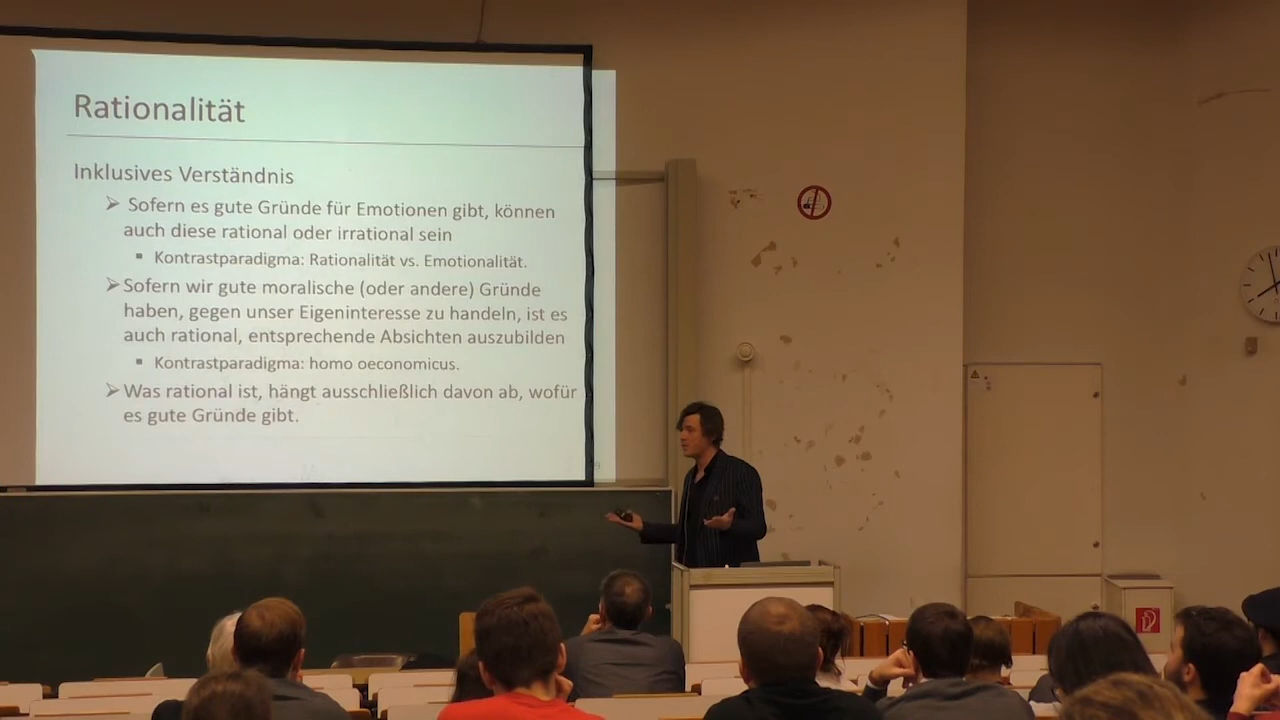 Rationalität
Inklusives Verständnis
Sofern es gute Gründe für Emotionen gibt, können
auch diese rational oder irrational sein
Kontrastparadigma: Rationalität vs. Emotionalität.
Sofern wir gute moralische (oder andere) Gründe
haben, gegen unser Eigeninteresse zu handeln, ist es
auch rational, entsprechende Absichten auszubilden
Kontrastparadigma: homo oeconomicus.
Was rational ist, hängt ausschließlich davon ab, wofür
es gute Gründe gibt.